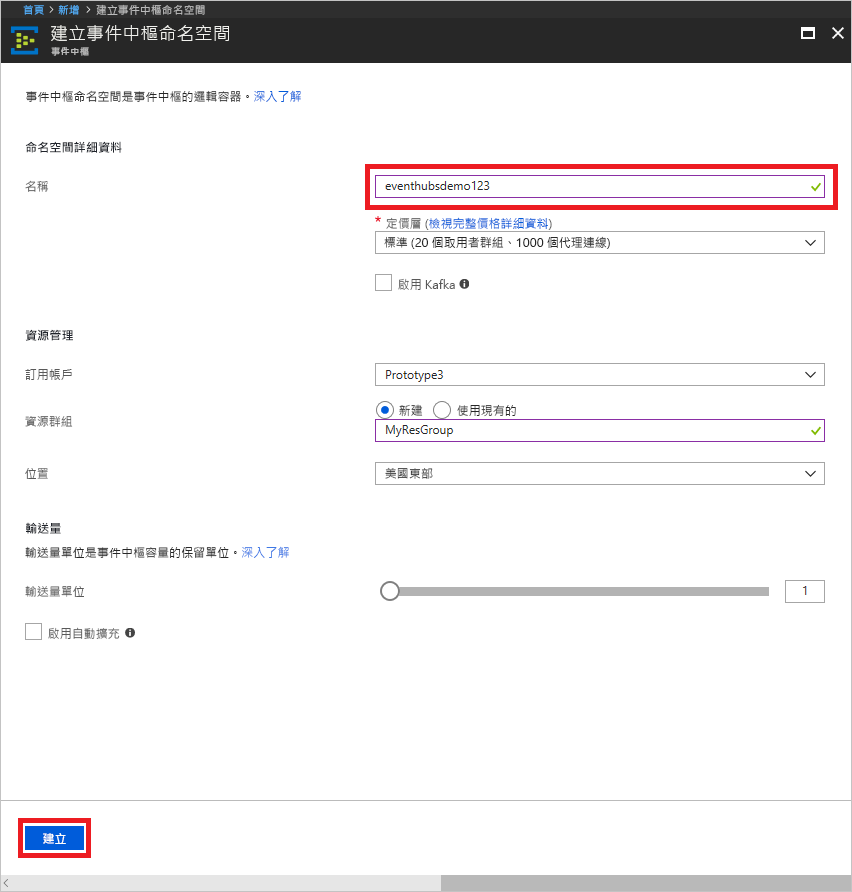 首頁 > 新增 > 建立事件中樞命名空間
建立事件中樞命名空間
事件中樞
事件中樞命名空間是事件中樞的邏輯容器。深入了解
命名空間詳細資料
名稱
eventhubsdemo123
* 定價層 (檢視完整價格詳細資料)
標準 (20 個取用者群組、1000 個代理連線)
啟用 Kafka
資源管理
訂用帳戶
Prototype3
資源群組
新建 使用現有的
MyResGroup
位置
美國東部
輸送量
輸送量單位是事件中樞容量的保留單位。深入了解
輸送量單位
1
啟用自動擴充
建立